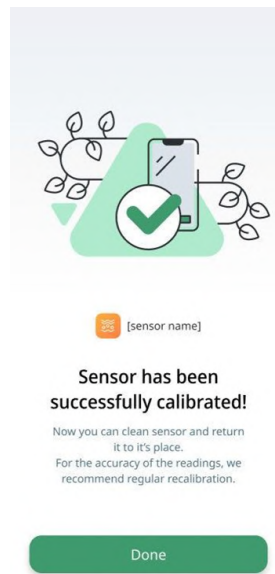 [sensor name]
Sensor has been
successfully calibrated!
Now you can clean sensor and return
it to it's place.
For the accuracy of the readings, we
recommend regular recalibration.
Done